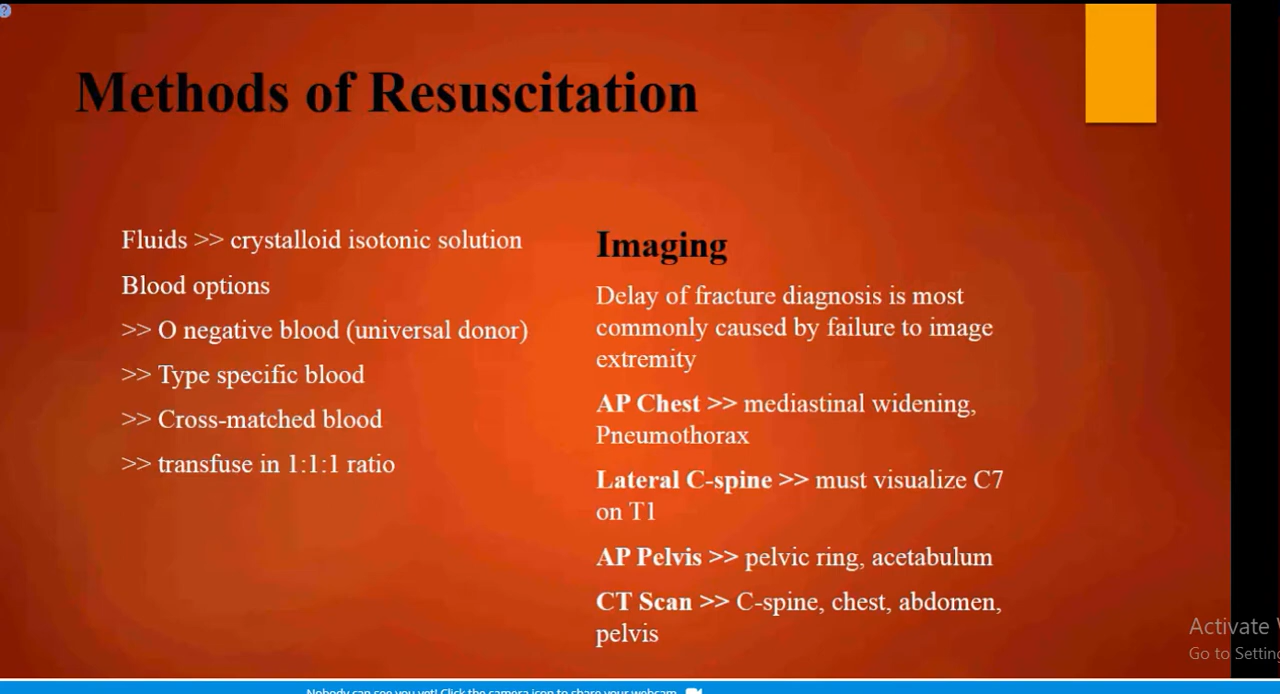 Methods of Resuscitation
Fluids >> crystalloid isotonic solution
Blood options
>> O negative blood (universal donor)
>> Type specific blood
>> Cross-matched blood
>> transfuse in 1:1:1 ratio
Imaging
Delay of fracture diagnosis is most
commonly caused by failure to image
extremity
AP Chest >> mediastinal widening,
Pneumothorax
Lateral C-spine >> must visualize C7
on T1
AP Pelvis >> pelvic ring, acetabulum
CT Scan >> C-spine, chest, abdomen,
pelvis
Activate
Go to Setting
Nobody can see you yet! Click the camera icon to share your webcam.